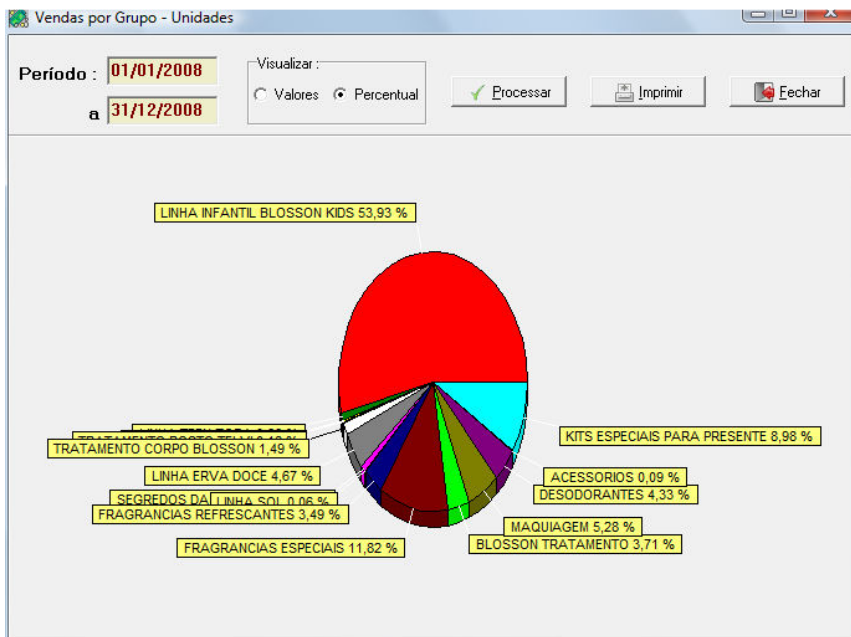 Vendas por Grupo - Unidades
Período : 01/01/2008
a 31/12/2008
Visualizar :
Valores Percentual
Processar
Imprimir
Fechar
LINHA INFANTIL BLOSSON KIDS 53,93 %
TRATAMENTO CORPO BLOSSON 1,49 %
LINHA ERVA DOCE 4,67 %
SEGREDOS DA
LINHA SOL 0,06 %
FRAGRANCIAS REFRESCANTES 3,49 %
FRAGRANCIAS ESPECIAIS 11,82 %
KITS ESPECIAIS PARA PRESENTE 8,98 %
ACESSORIOS 0,09 %
DESODORANTES 4,33 %
MAQUIAGEM 5,28 %
BLOSSON TRATAMENTO 3,71 %